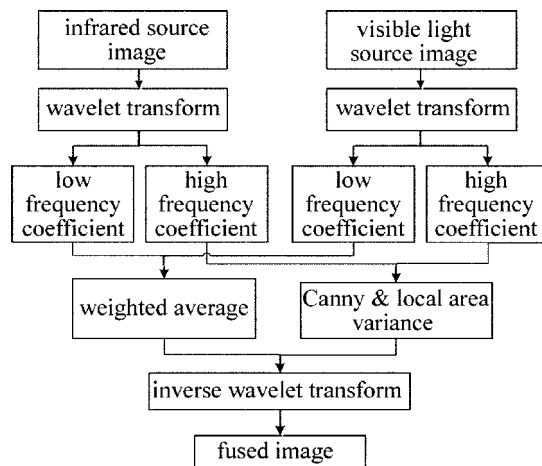 infrared source
image
visible light
source image
wavelet transform
wavelet transform
low
frequency
coefficient
high
frequency
coefficient
low
frequency
coefficient
high
frequency
coefficient
weighted average
Canny & local area
variance
inverse wavelet transform
fused image